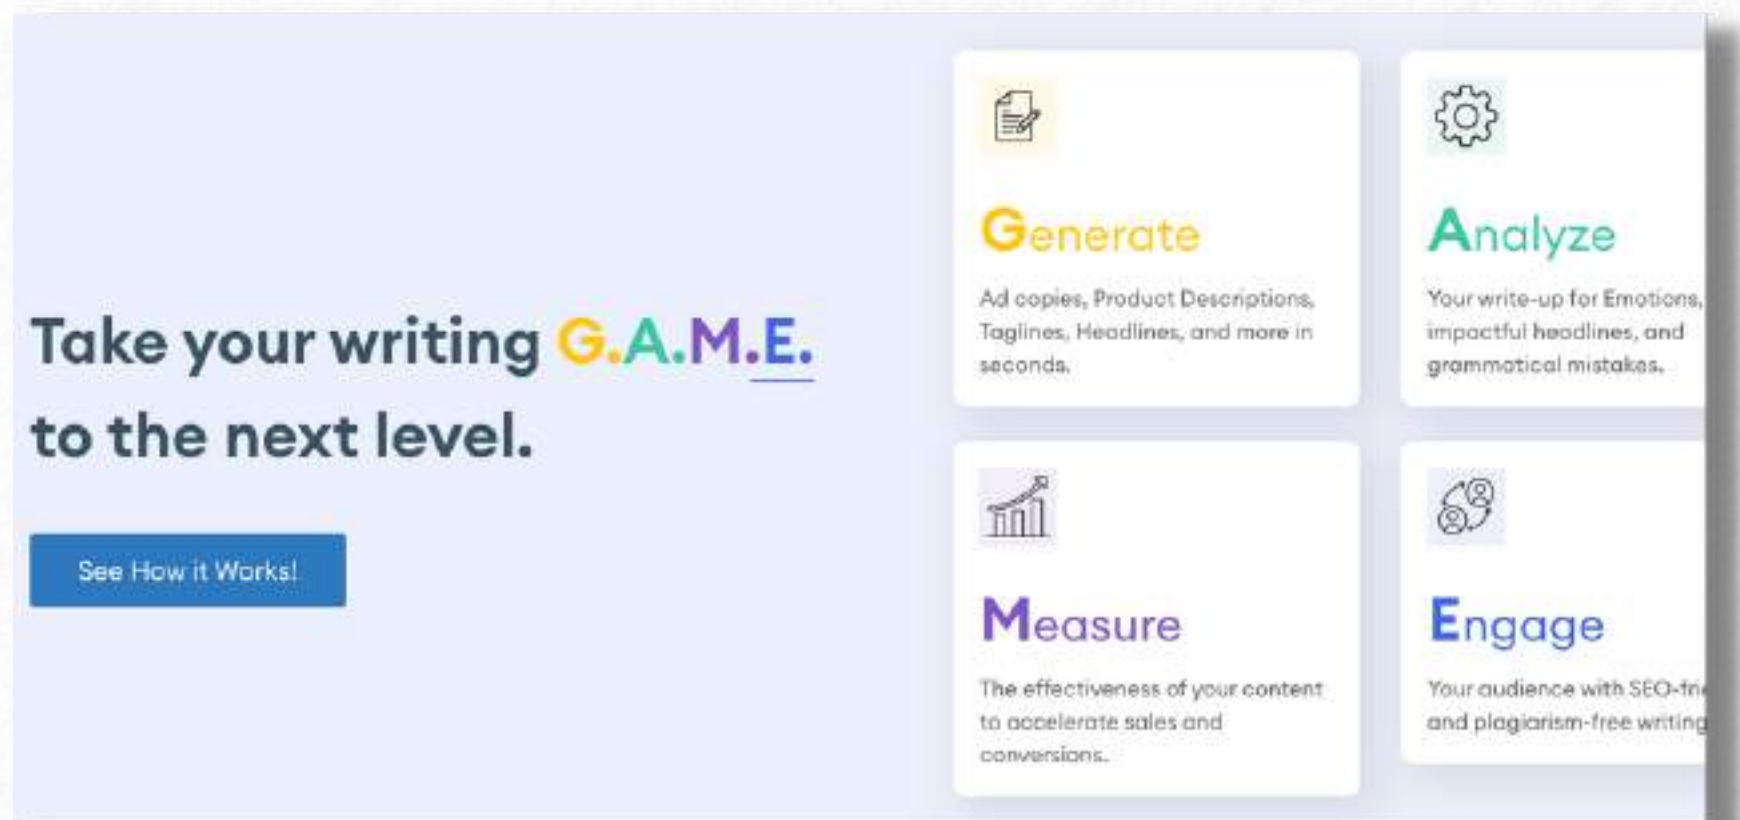 Take your writing G.A.M.E.
to the next level.
See How it Works!
Generate
Ad copies, Product Descriptions,
Taglines, Headlines, and more in
seconds.
Analyze
Your write-up for Emotions,
impactful headlines, and
grammatical mistakes.
Measure
The effectiveness of your content
to accelerate sales and
conversions.
Engage
Your audience with
and plagiarism-free writing